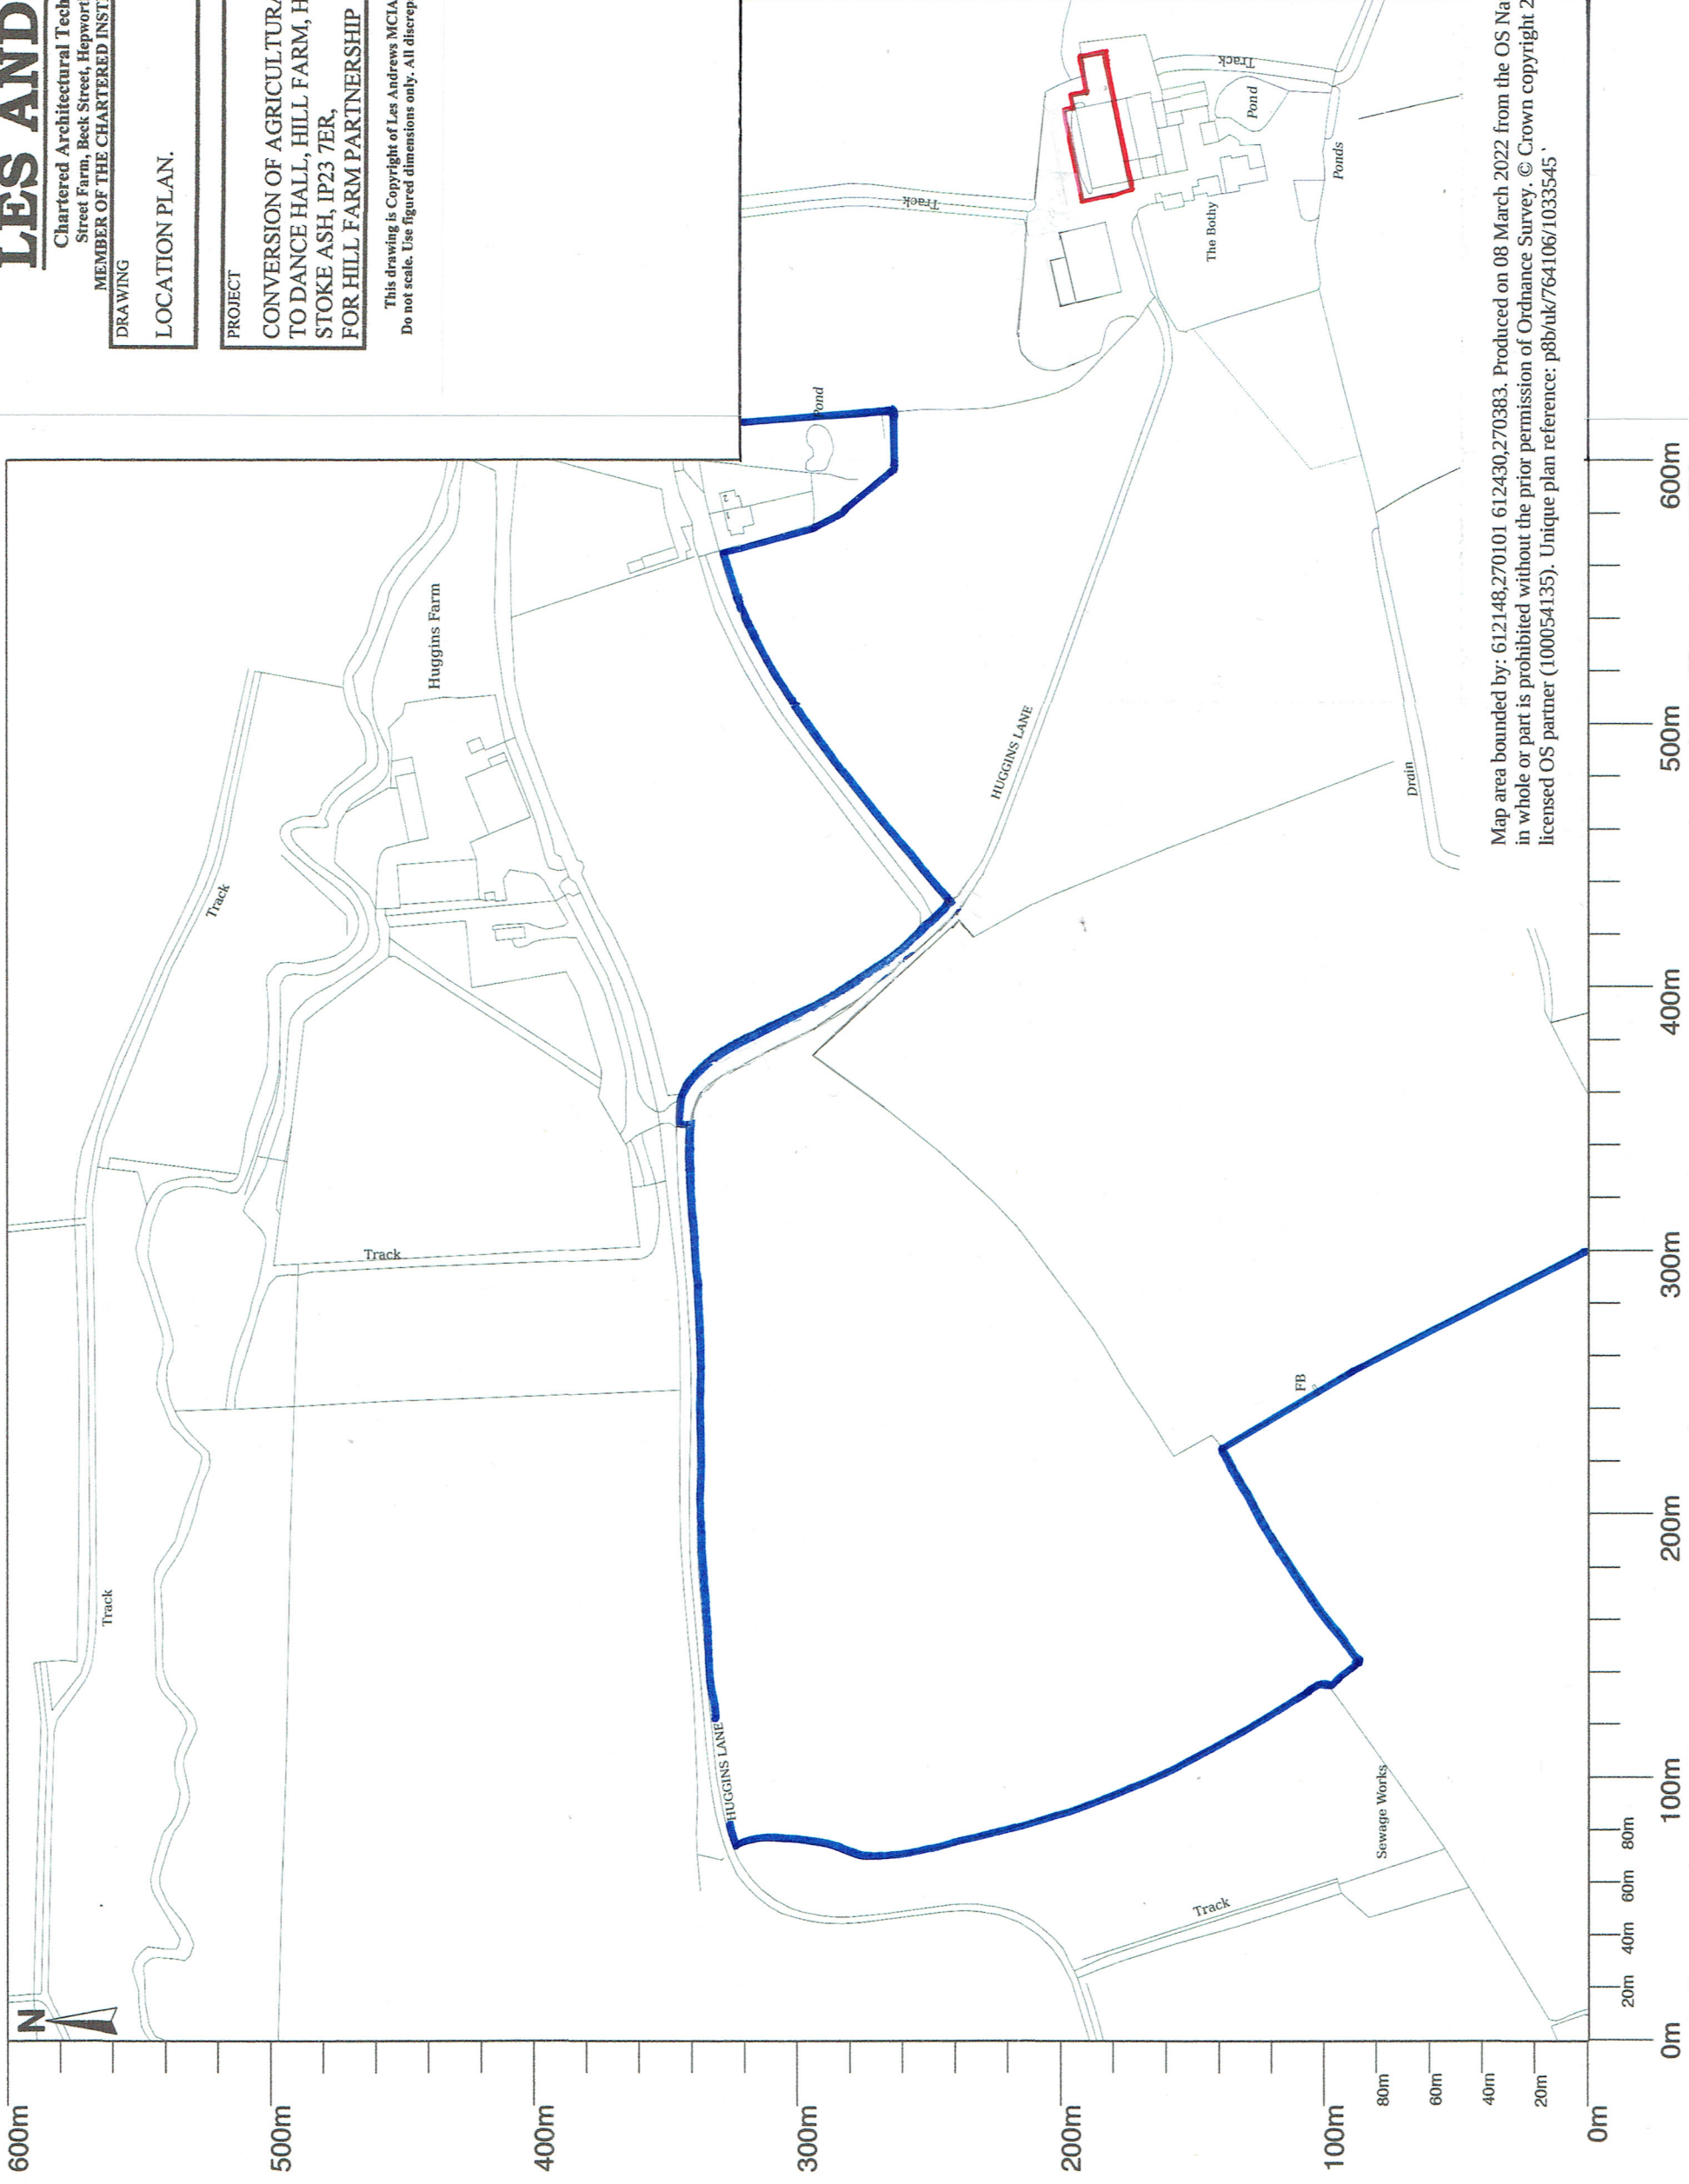 LES AND
Chartered Architectural Tech
Street Farm, Beck Street, Hepwort
MEMBER OF THE CHARTERED INST
DRAWING
LOCATION PLAN.
PROJECT
CONVERSION OF AGRICULTURA
TO DANCE HALL, HILL FARM, H
STOKE ASH, IP23 7ER,
FOR HILL FARM PARTNERSHIP
This drawing is Copyright of Les Andrews MCIA
Do not scale. Use figured dimensions only. All discrep
N
Track
Track
Track
Huggins Farm
HUGGINS LANE
HUGGINS LANE
Pond
1
2
Track
Track
Pond
Ponds
The Bothy
Drain
FB
Sewage Works
Track
Map area bounded by: 612148,270101 612430,270383. Produced on 08 March 2022 from the OS Na
in whole or part is prohibited without the prior permission of Ordnance Survey. © Crown copyright 2
licensed OS partner (100054135). Unique plan reference: p8b/uk/764106/1033545
600m
500m
400m
300m
200m
100m
80m
60m
40m
20m
0m
0m
20m
40m
60m
80m
100m
200m
300m
400m
500m
600m